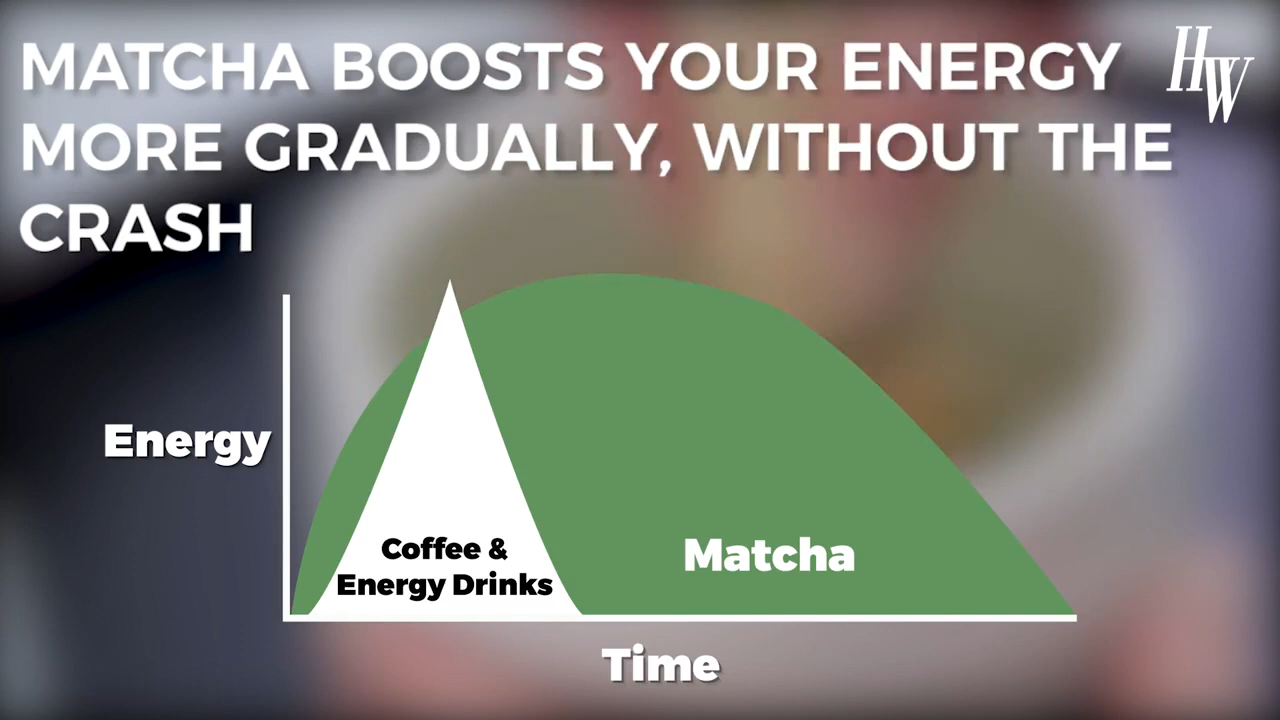 MATCHA BOOSTS YOUR ENERGY
MORE GRADUALLY, WITHOUT THE
CRASH
HW
Energy
Coffee &
Energy Drinks
Matcha
Time